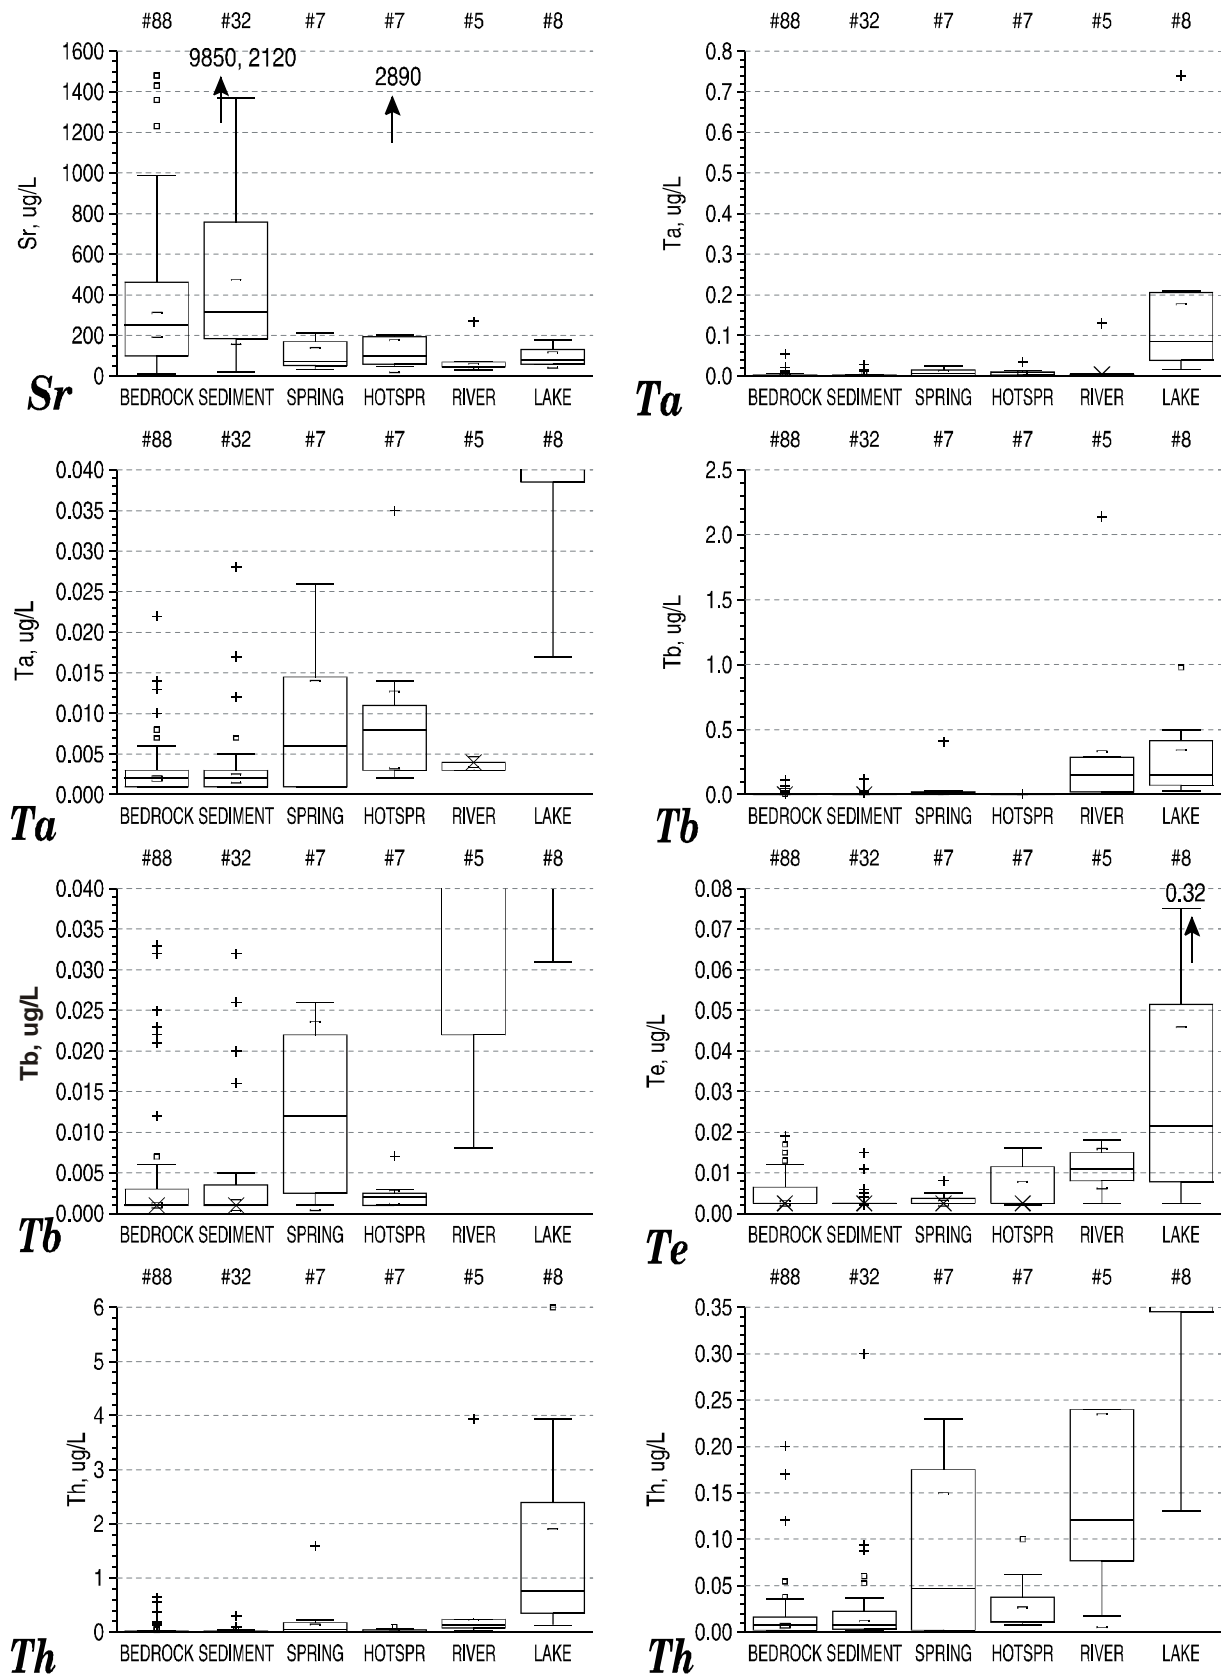 #88 #32 #7 #7 #5 #8
1600
1400
1200
1000
800
600
400
200
0
Sr, ug/L
9850, 2120
2890
BEDROCK SEDIMENT SPRING HOTSPR RIVER LAKE
Sr
#88 #32 #7 #7 #5 #8
0.8
0.7
0.6
0.5
0.4
0.3
0.2
0.1
0.0
Ta, ug/L
BEDROCK SEDIMENT SPRING HOTSPR RIVER LAKE
Ta
#88 #32 #7 #7 #5 #8
0.040
0.035
0.030
0.025
0.020
0.015
0.010
0.005
0.000
Ta, ug/L
BEDROCK SEDIMENT SPRING HOTSPR RIVER LAKE
Ta
#88 #32 #7 #7 #5 #8
2.5
2.0
1.5
1.0
0.5
0.0
Tb, ug/L
BEDROCK SEDIMENT SPRING HOTSPR RIVER LAKE
Tb
#88 #32 #7 #7 #5 #8
0.040
0.035
0.030
0.025
0.020
0.015
0.010
0.005
0.000
Tb, ug/L
BEDROCK SEDIMENT SPRING HOTSPR RIVER LAKE
Tb
#88 #32 #7 #7 #5 #8
0.08
0.07
0.06
0.05
0.04
0.03
0.02
0.01
0.00
Te, ug/L
0.32
BEDROCK SEDIMENT SPRING HOTSPR RIVER LAKE
Te
#88 #32 #7 #7 #5 #8
6
5
4
3
2
1
0
Th, ug/L
BEDROCK SEDIMENT SPRING HOTSPR RIVER LAKE
Th
#88 #32 #7 #7 #5 #8
0.35
0.30
0.25
0.20
0.15
0.10
0.05
0.00
Th, ug/L
BEDROCK SEDIMENT SPRING HOTSPR RIVER LAKE
Th